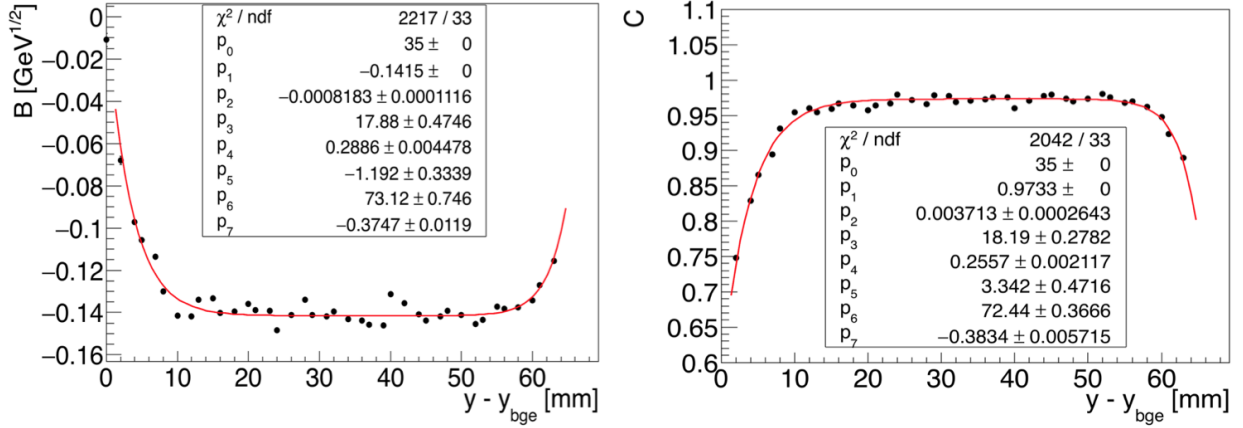 B [GeV^1/2]
0
−0.02
−0.04
−0.06
−0.08
−0.1
−0.12
−0.14
−0.16
χ² / ndf 2217 / 33
p₀ 35 ± 0
p₁ −0.1415 ± 0
p₂ −0.0008183 ± 0.0001116
p₃ 17.88 ± 0.4746
p₄ 0.2886 ± 0.004478
p₅ −1.192 ± 0.3339
p₆ 73.12 ± 0.746
p₇ −0.3747 ± 0.0119
0 10 20 30 40 50 60
y - y_bge [mm]
C
1.1
1.05
1
0.95
0.9
0.85
0.8
0.75
0.7
0.65
0.6
χ² / ndf 2042 / 33
p₀ 35 ± 0
p₁ 0.9733 ± 0
p₂ 0.003713 ± 0.0002643
p₃ 18.19 ± 0.2782
p₄ 0.2557 ± 0.002117
p₅ 3.342 ± 0.4716
p₆ 72.44 ± 0.3666
p₇ −0.3834 ± 0.005715
0 10 20 30 40 50 60
y - y_bge [mm]